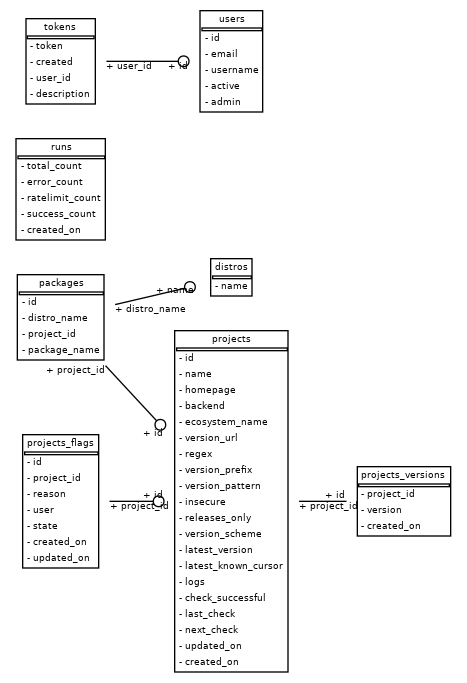 tokens
- token
- created
- user_id
- description
+ user_id
+ id
users
- id
- email
- username
- active
- admin
runs
- total_count
- error_count
- ratelimit_count
- success_count
- created_on
distros
- name
packages
- id
- distro_name
- project_id
- package_name
+ name
+ distro_name
+ project_id
+ id
projects
- id
- name
- homepage
- backend
- ecosystem_name
- version_url
- regex
- version_prefix
- version_pattern
- insecure
- releases_only
- version_scheme
- latest_version
- latest_known_cursor
- logs
- check_successful
- last_check
- next_check
- updated_on
- created_on
projects_flags
- id
- project_id
- reason
- user
- state
- created_on
- updated_on
+ id
+ project_id
+ id
+ project_id
projects_versions
- project_id
- version
- created_on